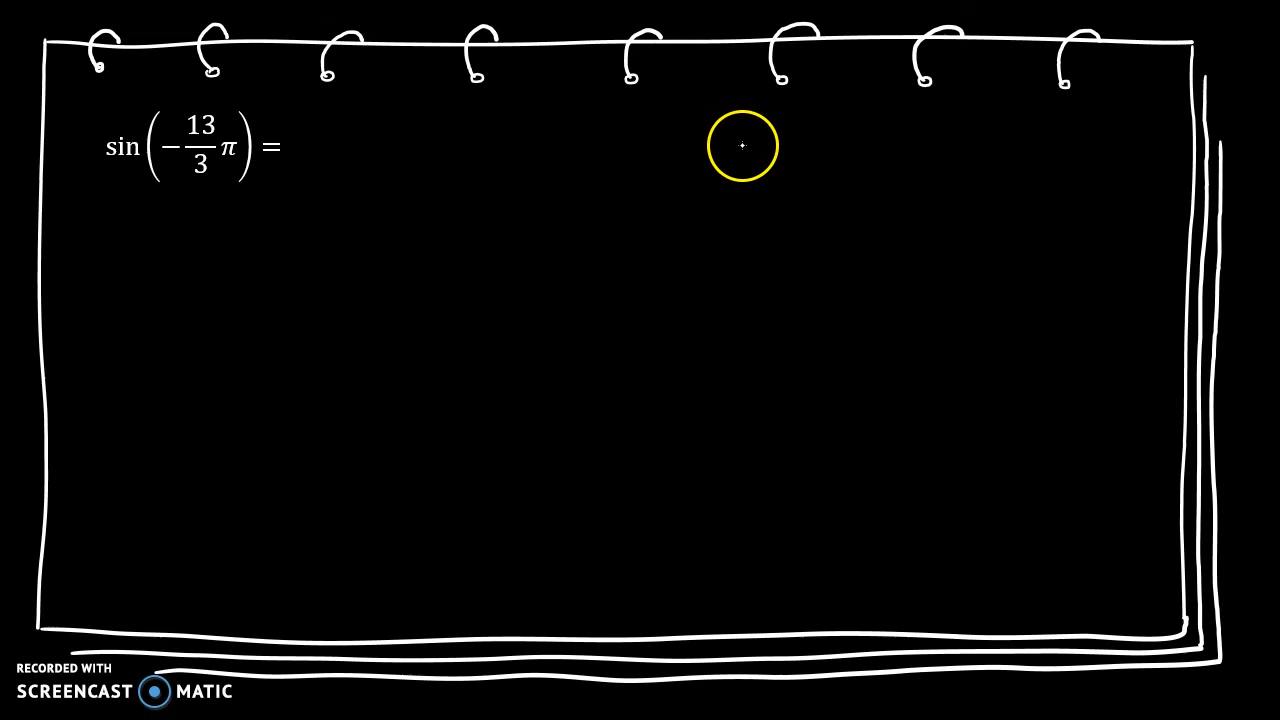 sin(−13/3 π) =
RECORDED WITH
SCREENCAST MATIC